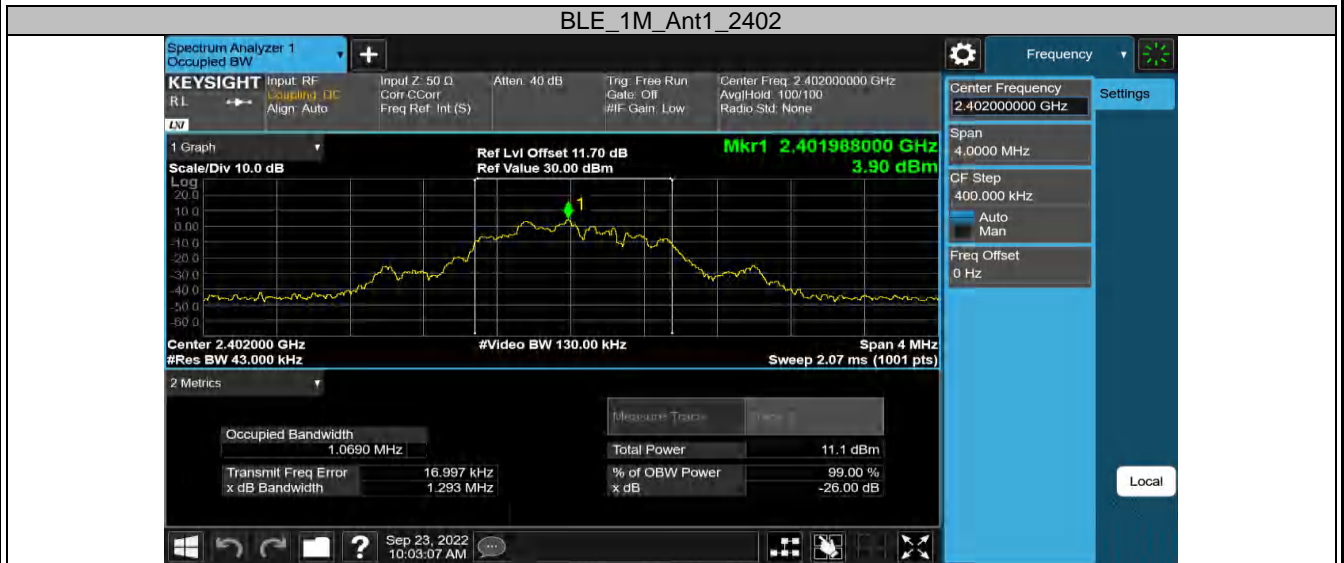 BLE_1M_Ant1_2402
Spectrum Analyzer 1
Occupied BW
Frequency
KEYSIGHT
RL
LXI
Input: RF
Coupling: DC
Align: Auto
Input Z: 50 Ω
Corr CCorr
Freq Ref: Int (S)
Atten: 40 dB
Trig: Free Run
Gate: Off
#IF Gain: Low
Center Freq: 2.402000000 GHz
Avg|Hold: 100/100
Radio Std: None
Center Frequency
2.402000000 GHz
Settings
Span
4.0000 MHz
CF Step
400.000 kHz
Auto
Man
Freq Offset
0 Hz
Local
1 Graph
Scale/Div 10.0 dB
Ref Lvl Offset 11.70 dB
Ref Value 30.00 dBm
Mkr1 2.401988000 GHz
3.90 dBm
Log
20.0
10.0
0.00
-10.0
-20.0
-30.0
-40.0
-50.0
-60.0
1
Center 2.402000 GHz
#Res BW 43.000 kHz
#Video BW 130.00 kHz
Span 4 MHz
Sweep 2.07 ms (1001 pts)
2 Metrics
Measure Trace
Occupied Bandwidth
1.0690 MHz
Total Power 11.1 dBm
Transmit Freq Error 16.997 kHz
% of OBW Power 99.00 %
x dB Bandwidth 1.293 MHz
x dB -26.00 dB
?
Sep 23, 2022
10:03:07 AM